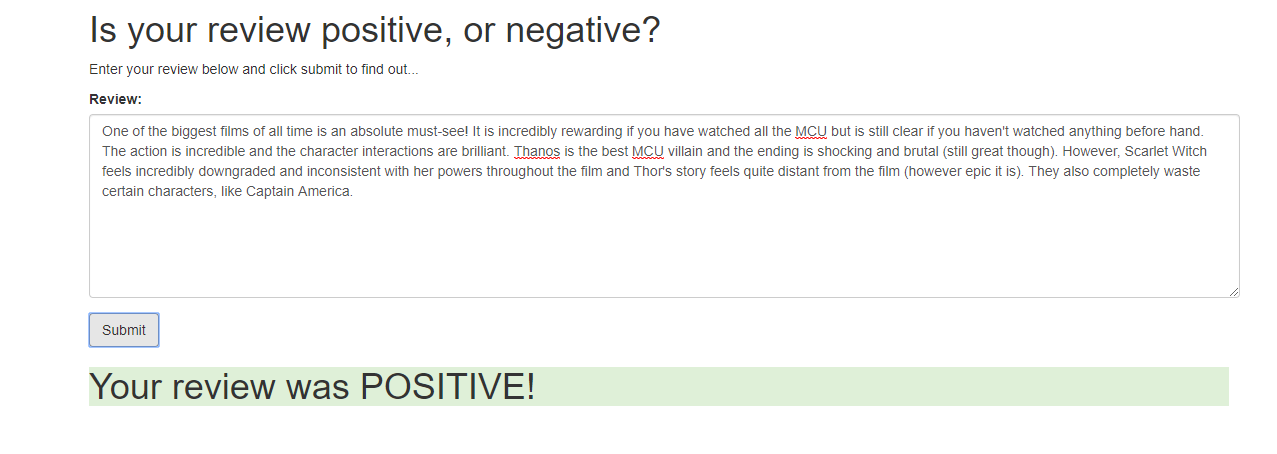 Is your review positive, or negative?
Enter your review below and click submit to find out...
Review:
One of the biggest films of all time is an absolute must-see! It is incredibly rewarding if you have watched all the MCU but is still clear if you haven't watched anything before hand.
The action is incredible and the character interactions are brilliant. Thanos is the best MCU villain and the ending is shocking and brutal (still great though). However, Scarlet Witch
feels incredibly downgraded and inconsistent with her powers throughout the film and Thor's story feels quite distant from the film (however epic it is). They also completely waste
certain characters, like Captain America.
Submit
Your review was POSITIVE!